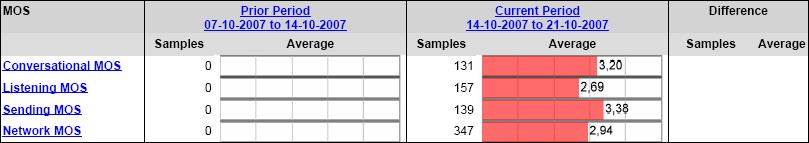 MOS Prior Period Current Period Difference
07-10-2007 to 14-10-2007 14-10-2007 to 21-10-2007
Samples Average Samples Average Samples Average
Conversational MOS 0 131 3,20
Listening MOS 0 157 2,69
Sending MOS 0 139 3,38
Network MOS 0 347 2,94